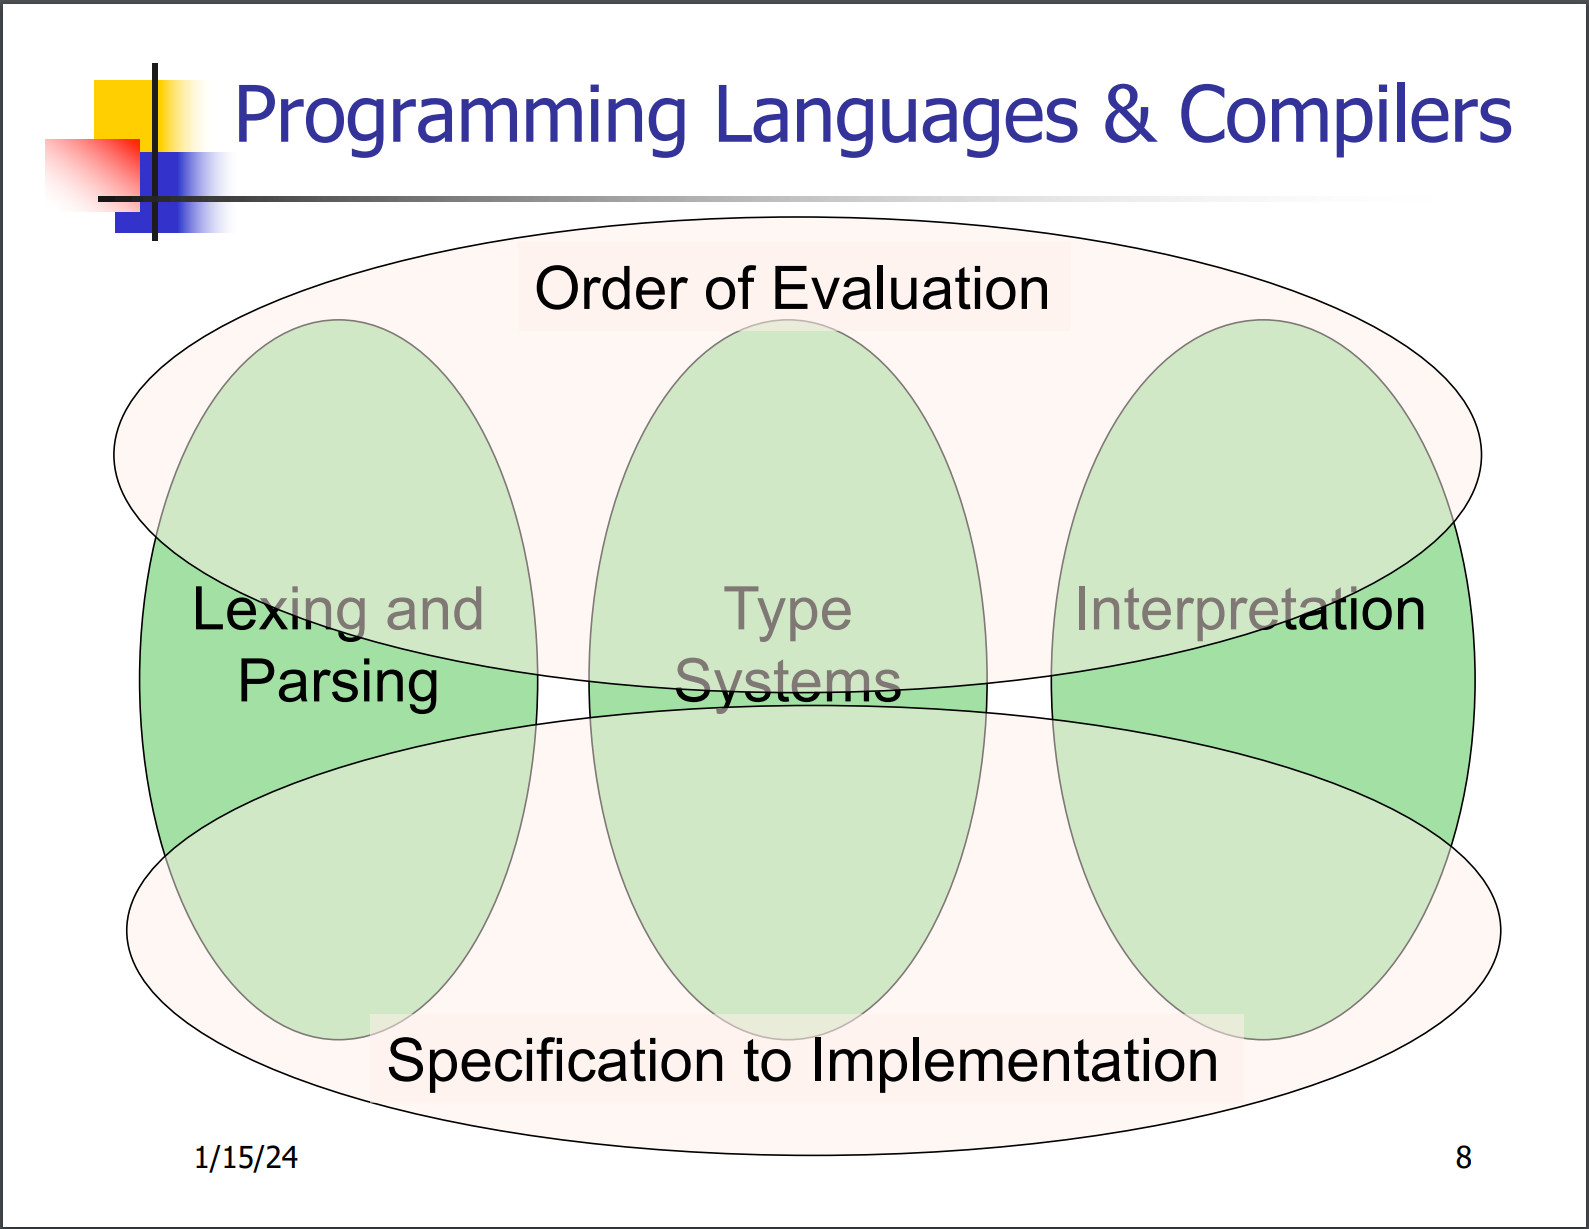 Programming Languages & Compilers
Order of Evaluation
Lexing and
Parsing
Type
Systems
Interpretation
Specification to Implementation
1/15/24
8